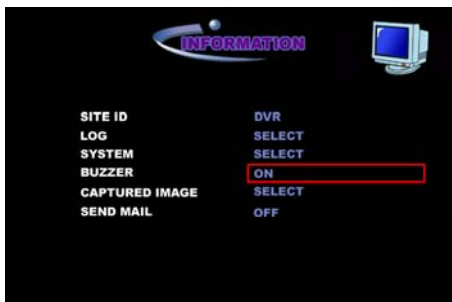 INFORMATION
SITE ID DVR
LOG SELECT
SYSTEM SELECT
BUZZER ON
CAPTURED IMAGE SELECT
SEND MAIL OFF